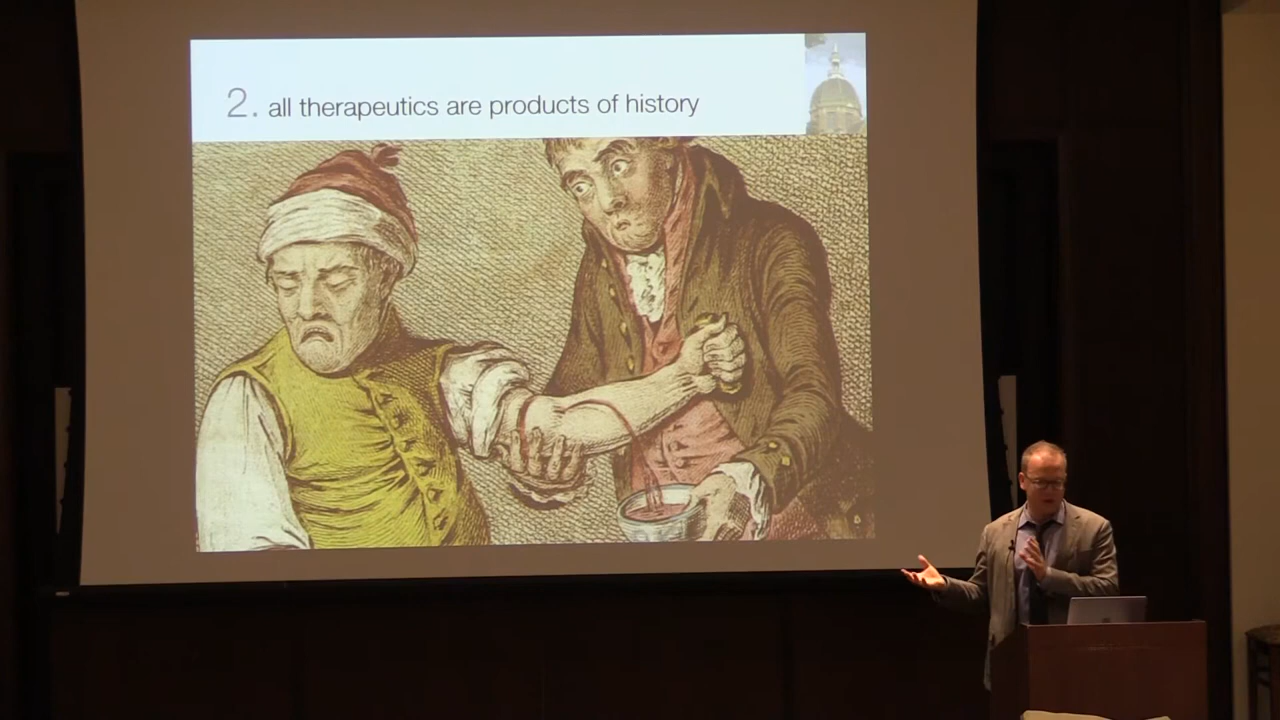 2. all therapeutics are products of history